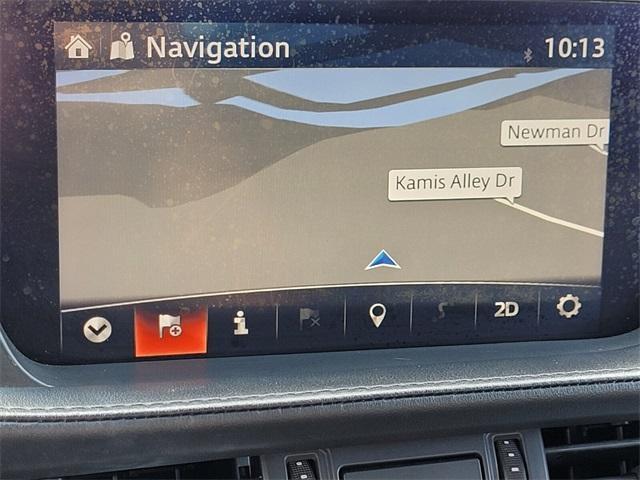 Navigation
10:13
Newman Dr
Kamis Alley Dr
2D